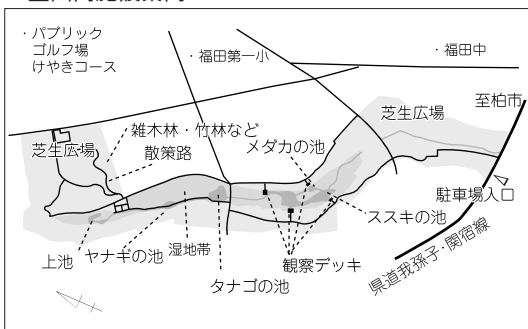 ・パブリック
ゴルフ場
けやきコース
・福田第一小
・福田中
芝生広場
至柏市
雑木林・竹林など
散策路
芝生広場
メダカの池
駐車場入口
ススキの池
上池
ヤナギの池
湿地帯
タナゴの池
観察デッキ
県道我孫子・関宿線